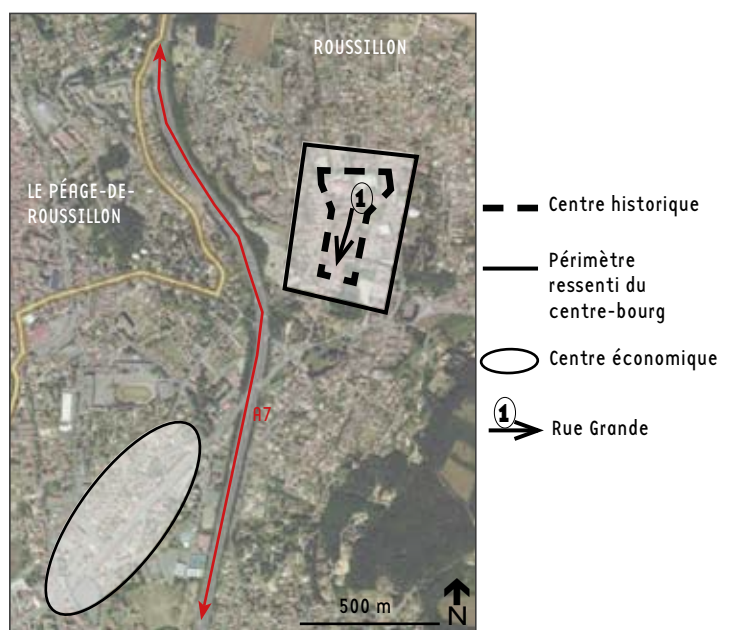 ROUSSILLON
LE PÉAGE-DE-
ROUSSILLON
1
A7
500 m
N
Centre historique
Périmètre
ressenti du
centre-bourg
Centre économique
1
Rue Grande